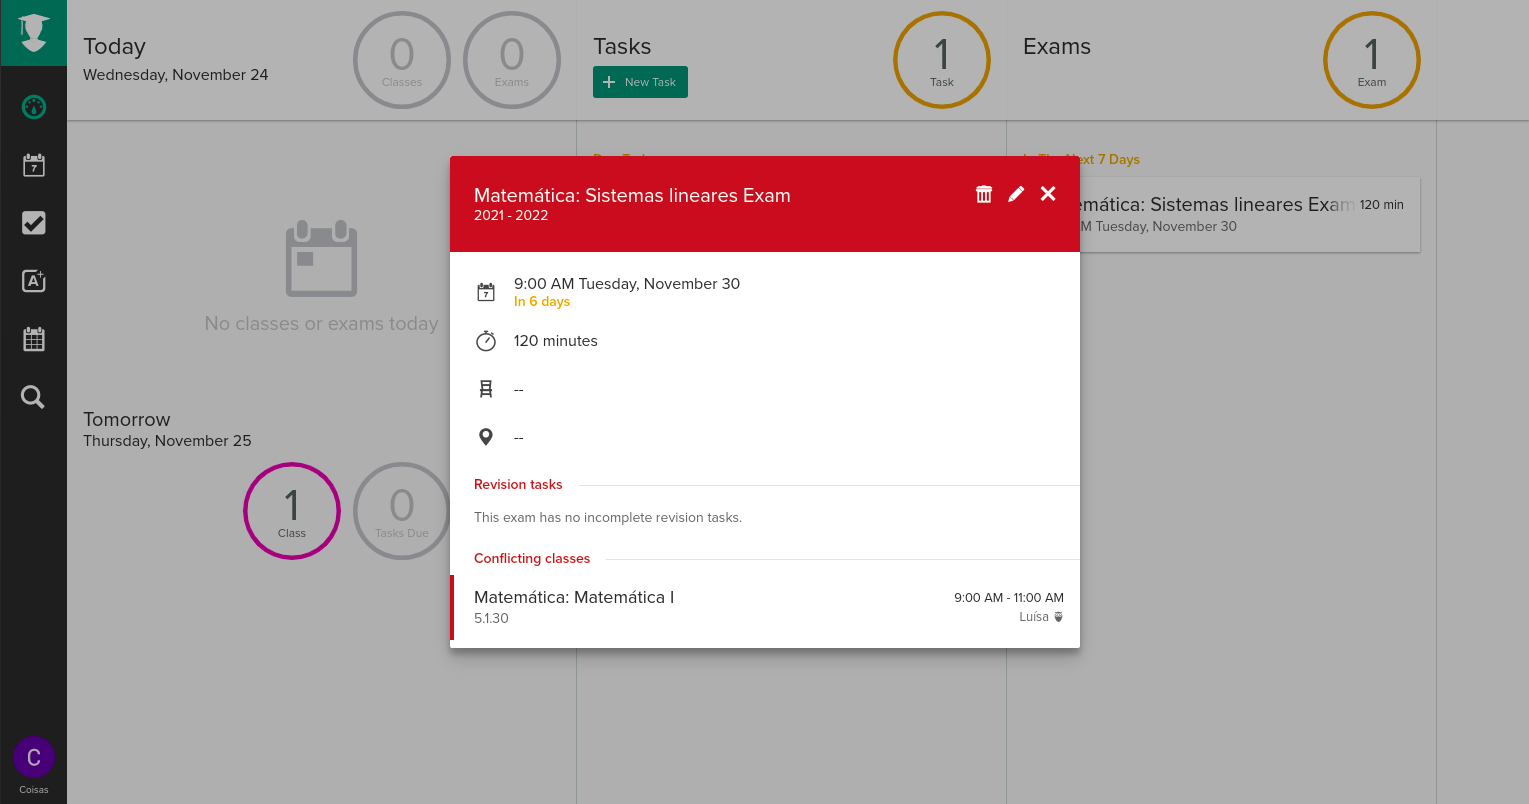 Today
Wednesday, November 24
0
Classes
0
Exams
Tasks
New Task
1
Task
Exams
1
Exam
7
No classes or exams today
Tomorrow
Thursday, November 25
1
Class
0
Tasks Due
Next 7 Days
Matemática: Sistemas lineares Exam
2021 - 2022
9:00 AM Tuesday, November 30
In 6 days
7
120 minutes
--
--
Revision tasks
This exam has no incomplete revision tasks.
Conflicting classes
Matemática: Matemática I
9:00 AM - 11:00 AM
5.1.30
Luísa
emática: Sistemas lineares Exam
120 min
M Tuesday, November 30
A+
C
Coisas